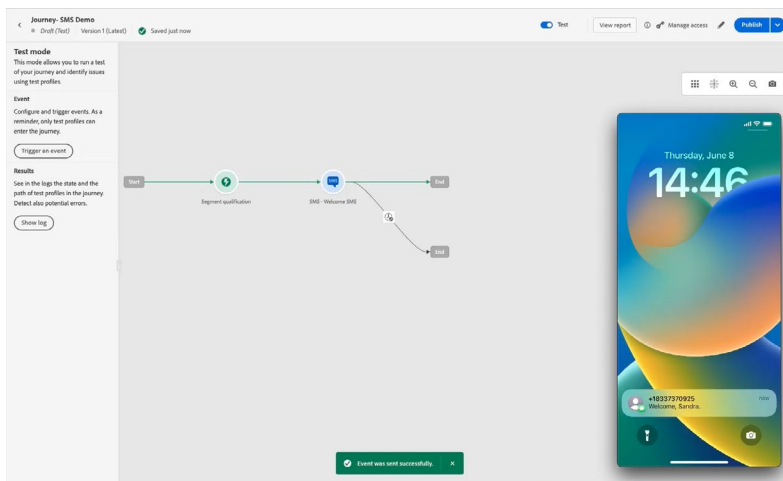 Journey- SMS Demo
Draft (Test) Version 1 (Latest) Saved just now
Test
View report
Manage access
Publish
Test mode
This mode allows you to run a test
of your journey and identify issues
using test profiles.
Event
Configure and trigger events. As a
reminder, only test profiles can
enter the journey.
Trigger an event
Results
See in the logs the state and the
path of test profiles in the journey.
Detect also potential errors.
Show log
Start
Segment qualification
SMS
SMS - Welcome SMS
End
End
Thursday, June 8
14:46
+18337370925
now
Welcome, Sandra.
Event was sent successfully.